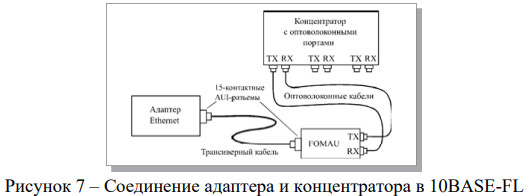 Концентратор
с оптоволоконными
портами
TX RX TX RX TX RX
15-контактные
AUI-разъемы
Оптоволоконные кабели
Адаптер
Ethernet
TX
FOMAU
RX
Трансиверный кабель
Рисунок 7 – Соединение адаптера и концентратора в 10BASE-FL